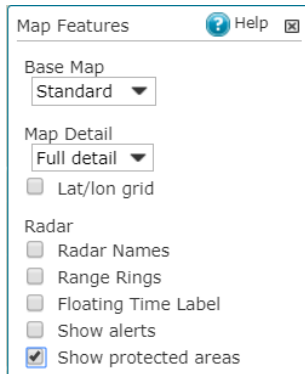 Map Features ? Help
Base Map
Standard
Map Detail
Full detail
Lat/lon grid
Radar
Radar Names
Range Rings
Floating Time Label
Show alerts
Show protected areas